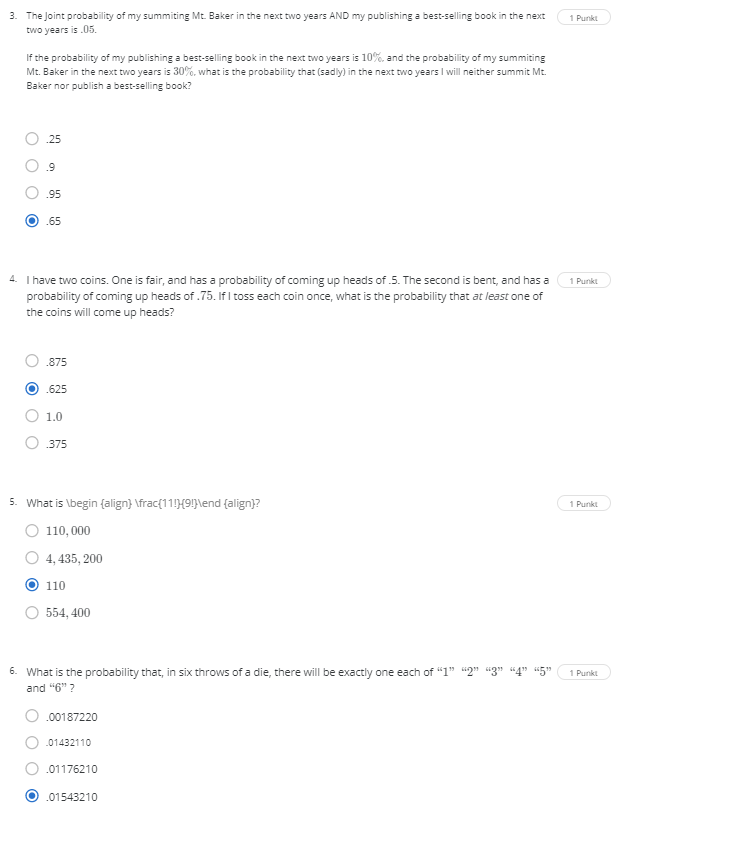 3. The joint probability of my summiting Mt. Baker in the next two years AND my publishing a best-selling book in the next
1 Punkt
two years is .05.
If the probability of my publishing a best-selling book in the next two years is 10%, and the probability of my summiting
Mt. Baker in the next two years is 30%, what is the probability that (sadly) in the next two years I will neither summit Mt.
Baker nor publish a best-selling book?
.25
.9
.95
.65
4. I have two coins. One is fair, and has a probability of coming up heads of .5. The second is bent, and has a
1 Punkt
probability of coming up heads of .75. If I toss each coin once, what is the probability that at least one of
the coins will come up heads?
.875
.625
1.0
.375
5. What is \begin {align} \frac{11!}{9!}\end {align}?
1 Punkt
110,000
4,435,200
110
554,400
6. What is the probability that, in six throws of a die, there will be exactly one each of “1” “2” “3” “4” “5”
1 Punkt
and “6” ?
.00187220
.01432110
.01176210
.01543210